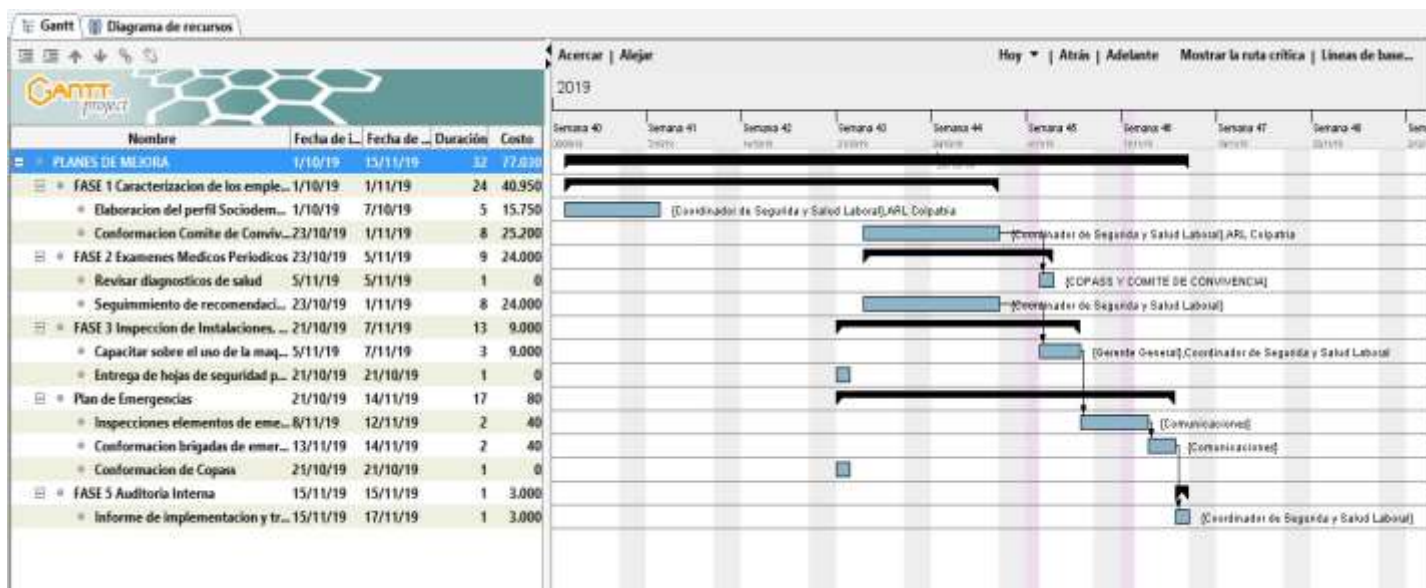 Gantt Diagrama de recursos
Acercar | Alejar Hoy | Atrás | Adelante Mostrar la ruta critica | Líneas de base...
GANTT project
2019
Nombre Fecha de i... Fecha de ... Duración Costo
Semana 40 Semana 41 Semana 42 Semana 43 Semana 44 Semana 45 Semana 46 Semana 47 Semana 48
PLANES DE MEJORA 1/10/19 15/11/19 32 77.030
FASE 1 Caracterizacion de los emple... 1/10/19 1/11/19 24 40.950
Elaboracion del perfil Sociodem... 1/10/19 7/10/19 5 15.750 [Coordinador de Segurida y Salud Laboral],ARL Colpatria
Conformacion Comite de Conviv... 23/10/19 1/11/19 8 25.200 [Coordinador de Segurida y Salud Laboral],ARL Colpatria
FASE 2 Examenes Medicos Periodicos 23/10/19 5/11/19 9 24.000
Revisar diagnosticos de salud 5/11/19 5/11/19 1 0 [COPASS Y COMITE DE CONVIVENCIA]
Seguimmiento de recomendaci... 23/10/19 1/11/19 8 24.000 [Coordinador de Segurida y Salud Laboral]
FASE 3 Inspeccion de Instalaciones, ... 21/10/19 7/11/19 13 9.000
Capacitar sobre el uso de la maq... 5/11/19 7/11/19 3 9.000 [Gerente General],Coordinador de Segurida y Salud Laboral
Entrega de hojas de seguridad p... 21/10/19 21/10/19 1 0
Plan de Emergencias 21/10/19 14/11/19 17 80
Inspecciones elementos de eme... 8/11/19 12/11/19 2 40 [Comunicaciones]
Conformacion brigadas de emer... 13/11/19 14/11/19 2 40 [Comunicaciones]
Conformacion de Copass 21/10/19 21/10/19 1 0
FASE 5 Auditoria Interna 15/11/19 15/11/19 1 3.000
Informe de implementacion y tr... 15/11/19 17/11/19 1 3.000 [Coordinador de Segurida y Salud Laboral]